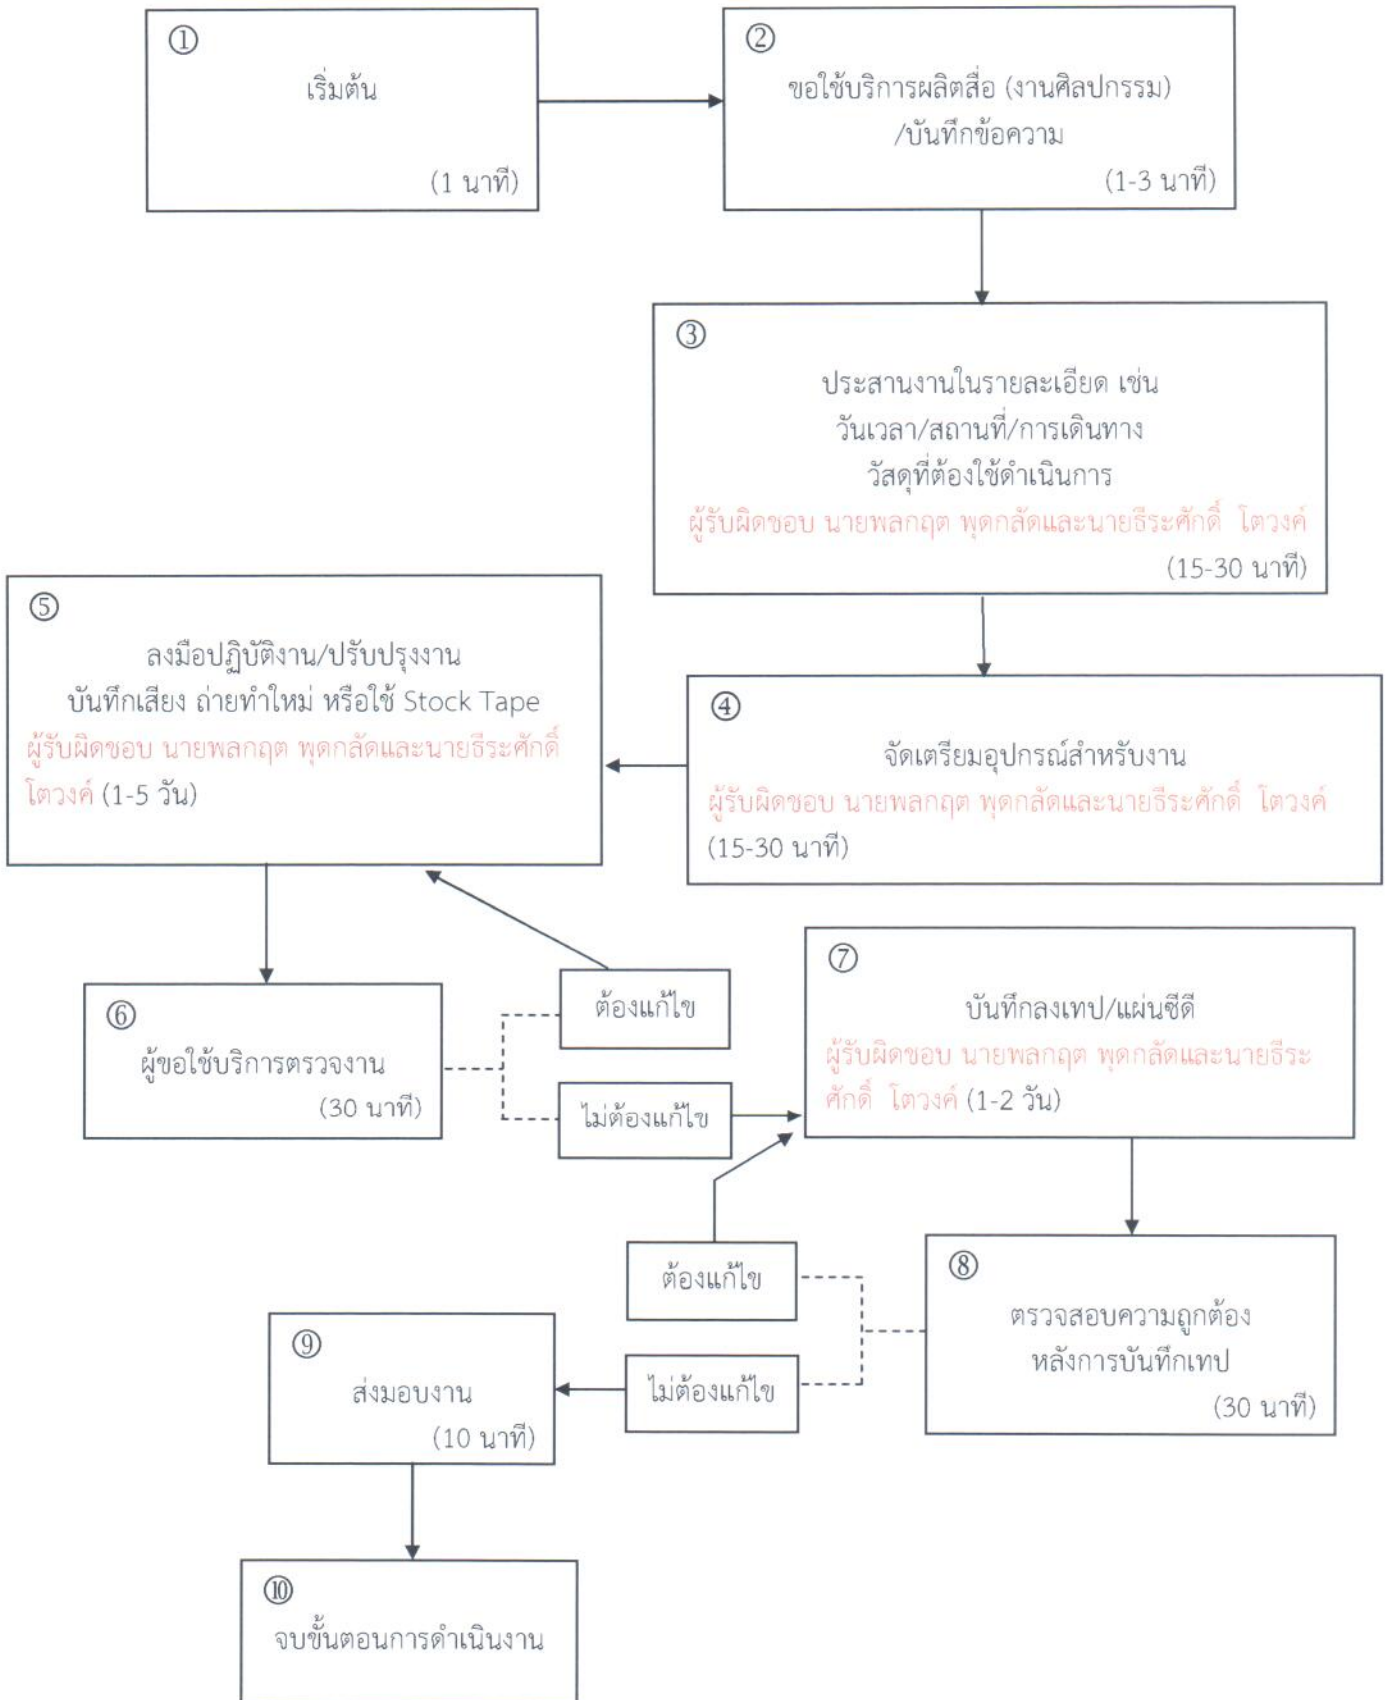 ①
เริ่มต้น
(1 นาที)
②
ขอใช้บริการผลิตสื่อ (งานศิลปกรรม)
/บันทึกข้อความ
(1-3 นาที)
③
ประสานงานในรายละเอียด เช่น
วันเวลา/สถานที่/การเดินทาง
วัสดุที่ต้องใช้ดำเนินการ
ผู้รับผิดชอบ นายพลกฤต พุดกลัดและนายธีระศักดิ์ โตวงค์
(15-30 นาที)
④
จัดเตรียมอุปกรณ์สำหรับงาน
ผู้รับผิดชอบ นายพลกฤต พุดกลัดและนายธีระศักดิ์ โตวงค์
(15-30 นาที)
⑤
ลงมือปฏิบัติงาน/ปรับปรุงงาน
บันทึกเสียง ถ่ายทำใหม่ หรือใช้ Stock Tape
ผู้รับผิดชอบ นายพลกฤต พุดกลัดและนายธีระศักดิ์
โตวงค์ (1-5 วัน)
⑥
ผู้ขอใช้บริการตรวจงาน
(30 นาที)
ต้องแก้ไข
ไม่ต้องแก้ไข
⑦
บันทึกลงเทป/แผ่นซีดี
ผู้รับผิดชอบ นายพลกฤต พุดกลัดและนายธีระ
ศักดิ์ โตวงค์ (1-2 วัน)
⑧
ตรวจสอบความถูกต้อง
หลังการบันทึกเทป
(30 นาที)
ต้องแก้ไข
ไม่ต้องแก้ไข
⑨
ส่งมอบงาน
(10 นาที)
⑩
จบขั้นตอนการดำเนินงาน